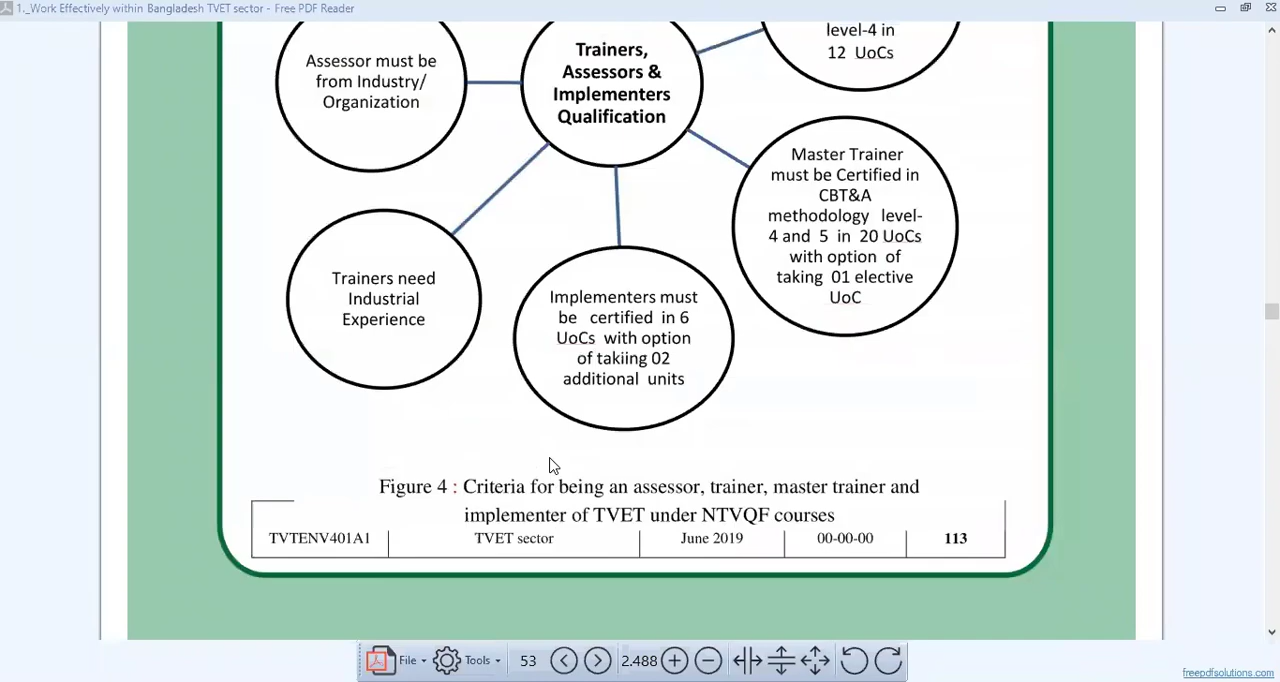 1._Work Effectively within Bangladesh TVET sector - Free PDF Reader
Assessor must be
from Industry/
Organization
Trainers,
Assessors &
Implementers
Qualification
level-4 in
12 UoCs
Master Trainer
must be Certified in
CBT&A
methodology level-
4 and 5 in 20 UoCs
with option of
taking 01 elective
UoC
Trainers need
Industrial
Experience
Implementers must
be certified in 6
UoCs with option
of takiing 02
additional units
Figure 4 : Criteria for being an assessor, trainer, master trainer and
implementer of TVET under NTVQF courses
TVTENV401A1 TVET sector June 2019 00-00-00 113
File Tools 53 2.488
freepdfsolutions.com